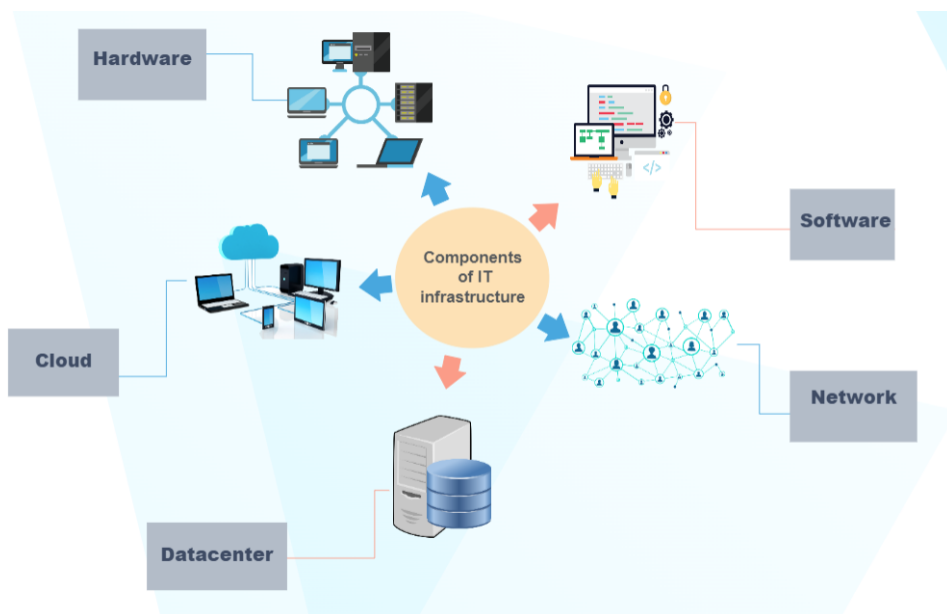 Hardware
Software
</>
Components
of IT
infrastructure
Cloud
Network
Datacenter